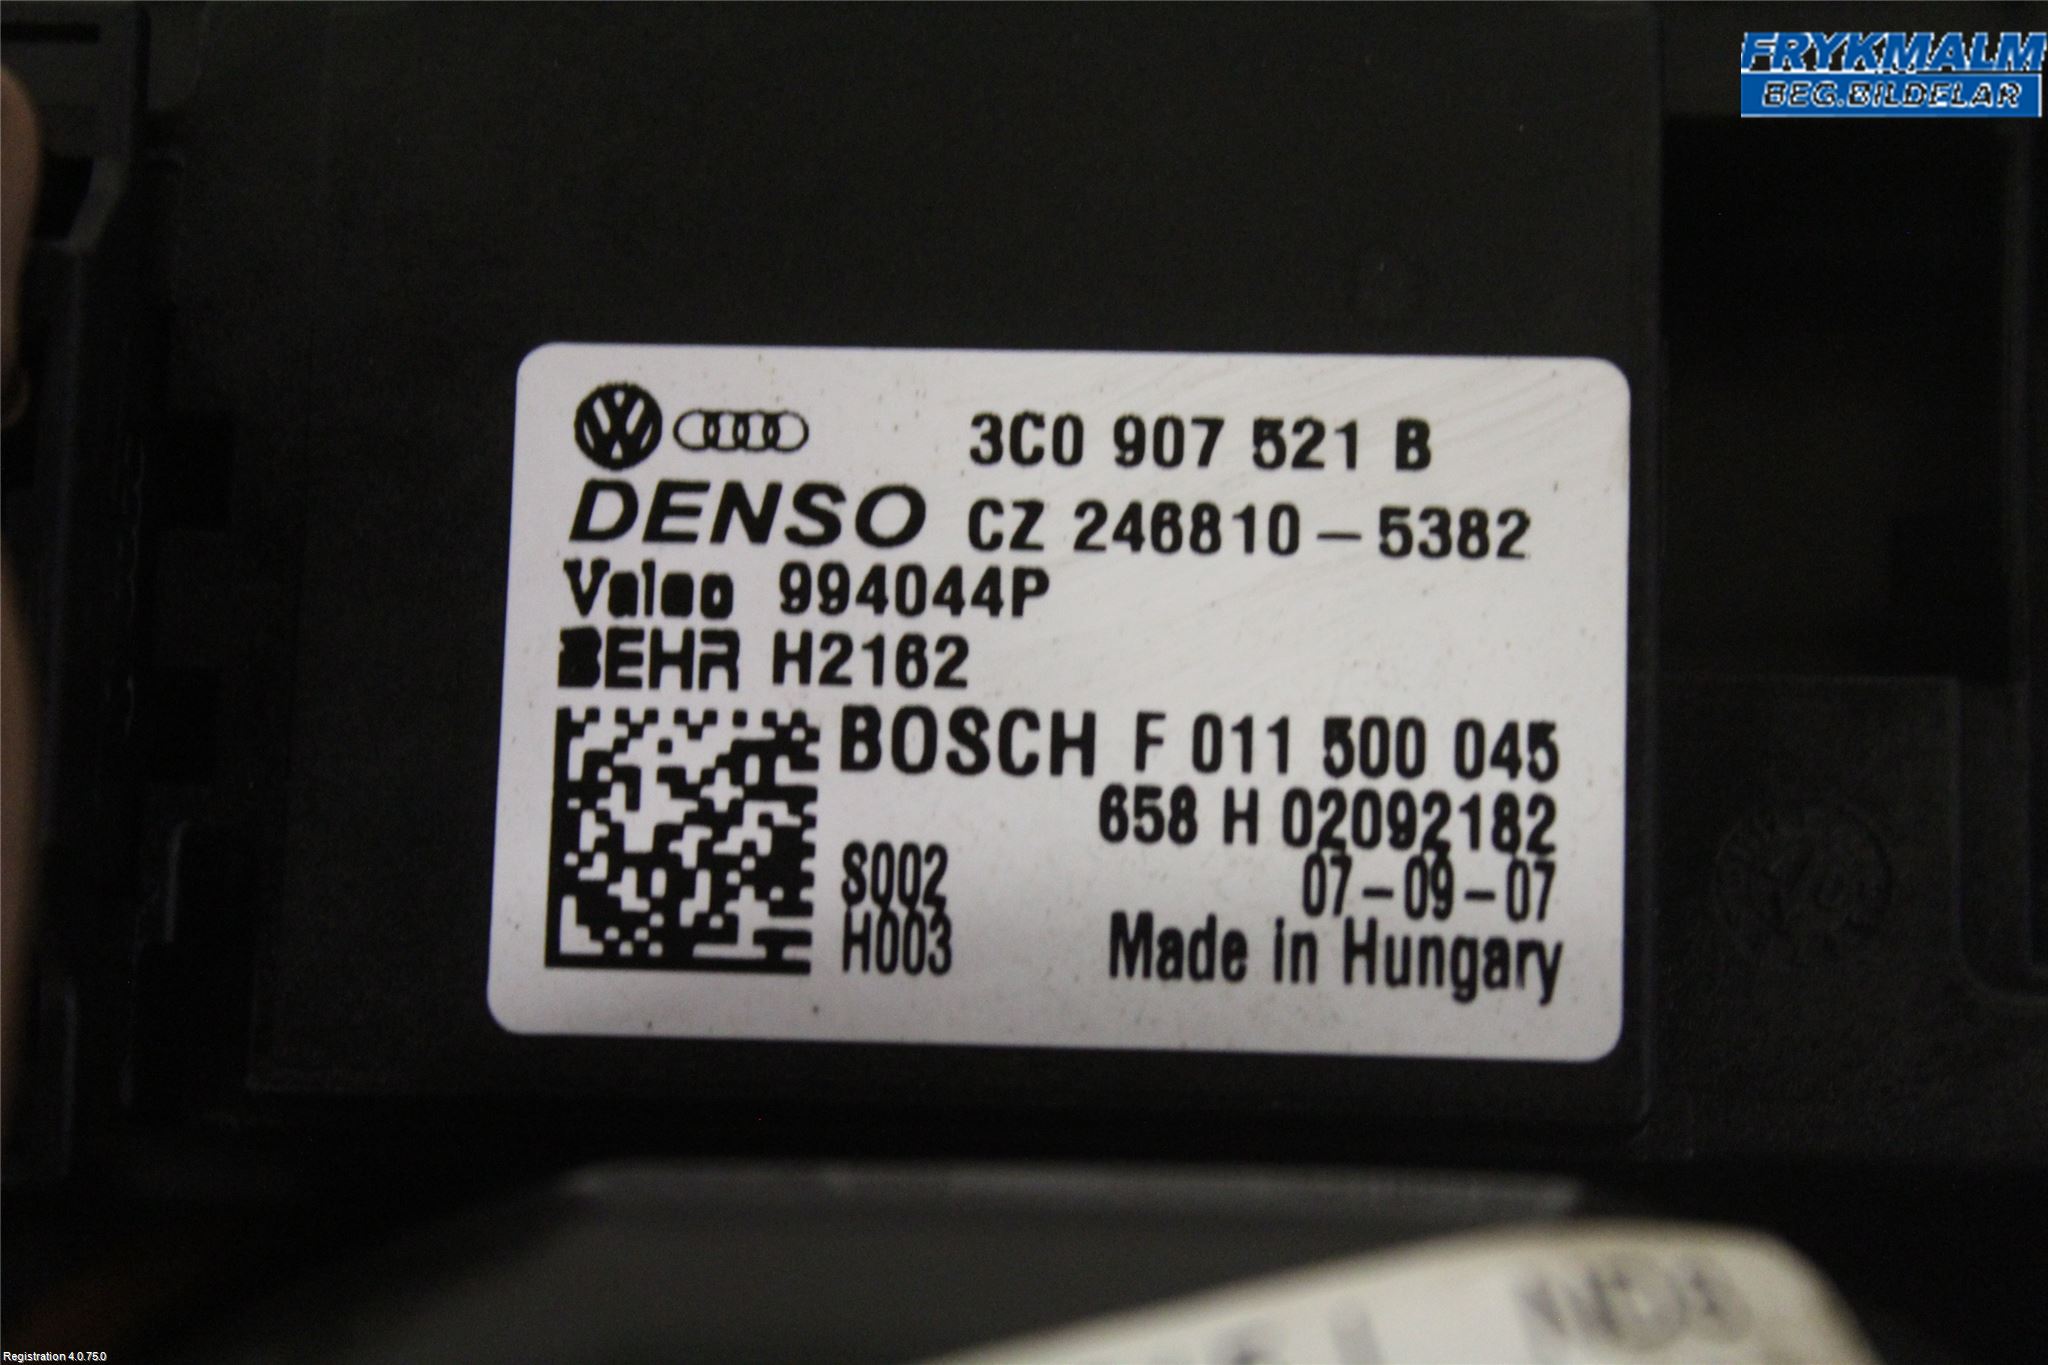 FRYKMALM
BEG.BILDELAR
3C0 907 521 B
DENSO CZ 246810-5382
Valeo 994044P
BEHR H2162
BOSCH F 011 500 045
658 H 02092182
S002 07-09-07
H003 Made in Hungary
Registration 4.0.75.0